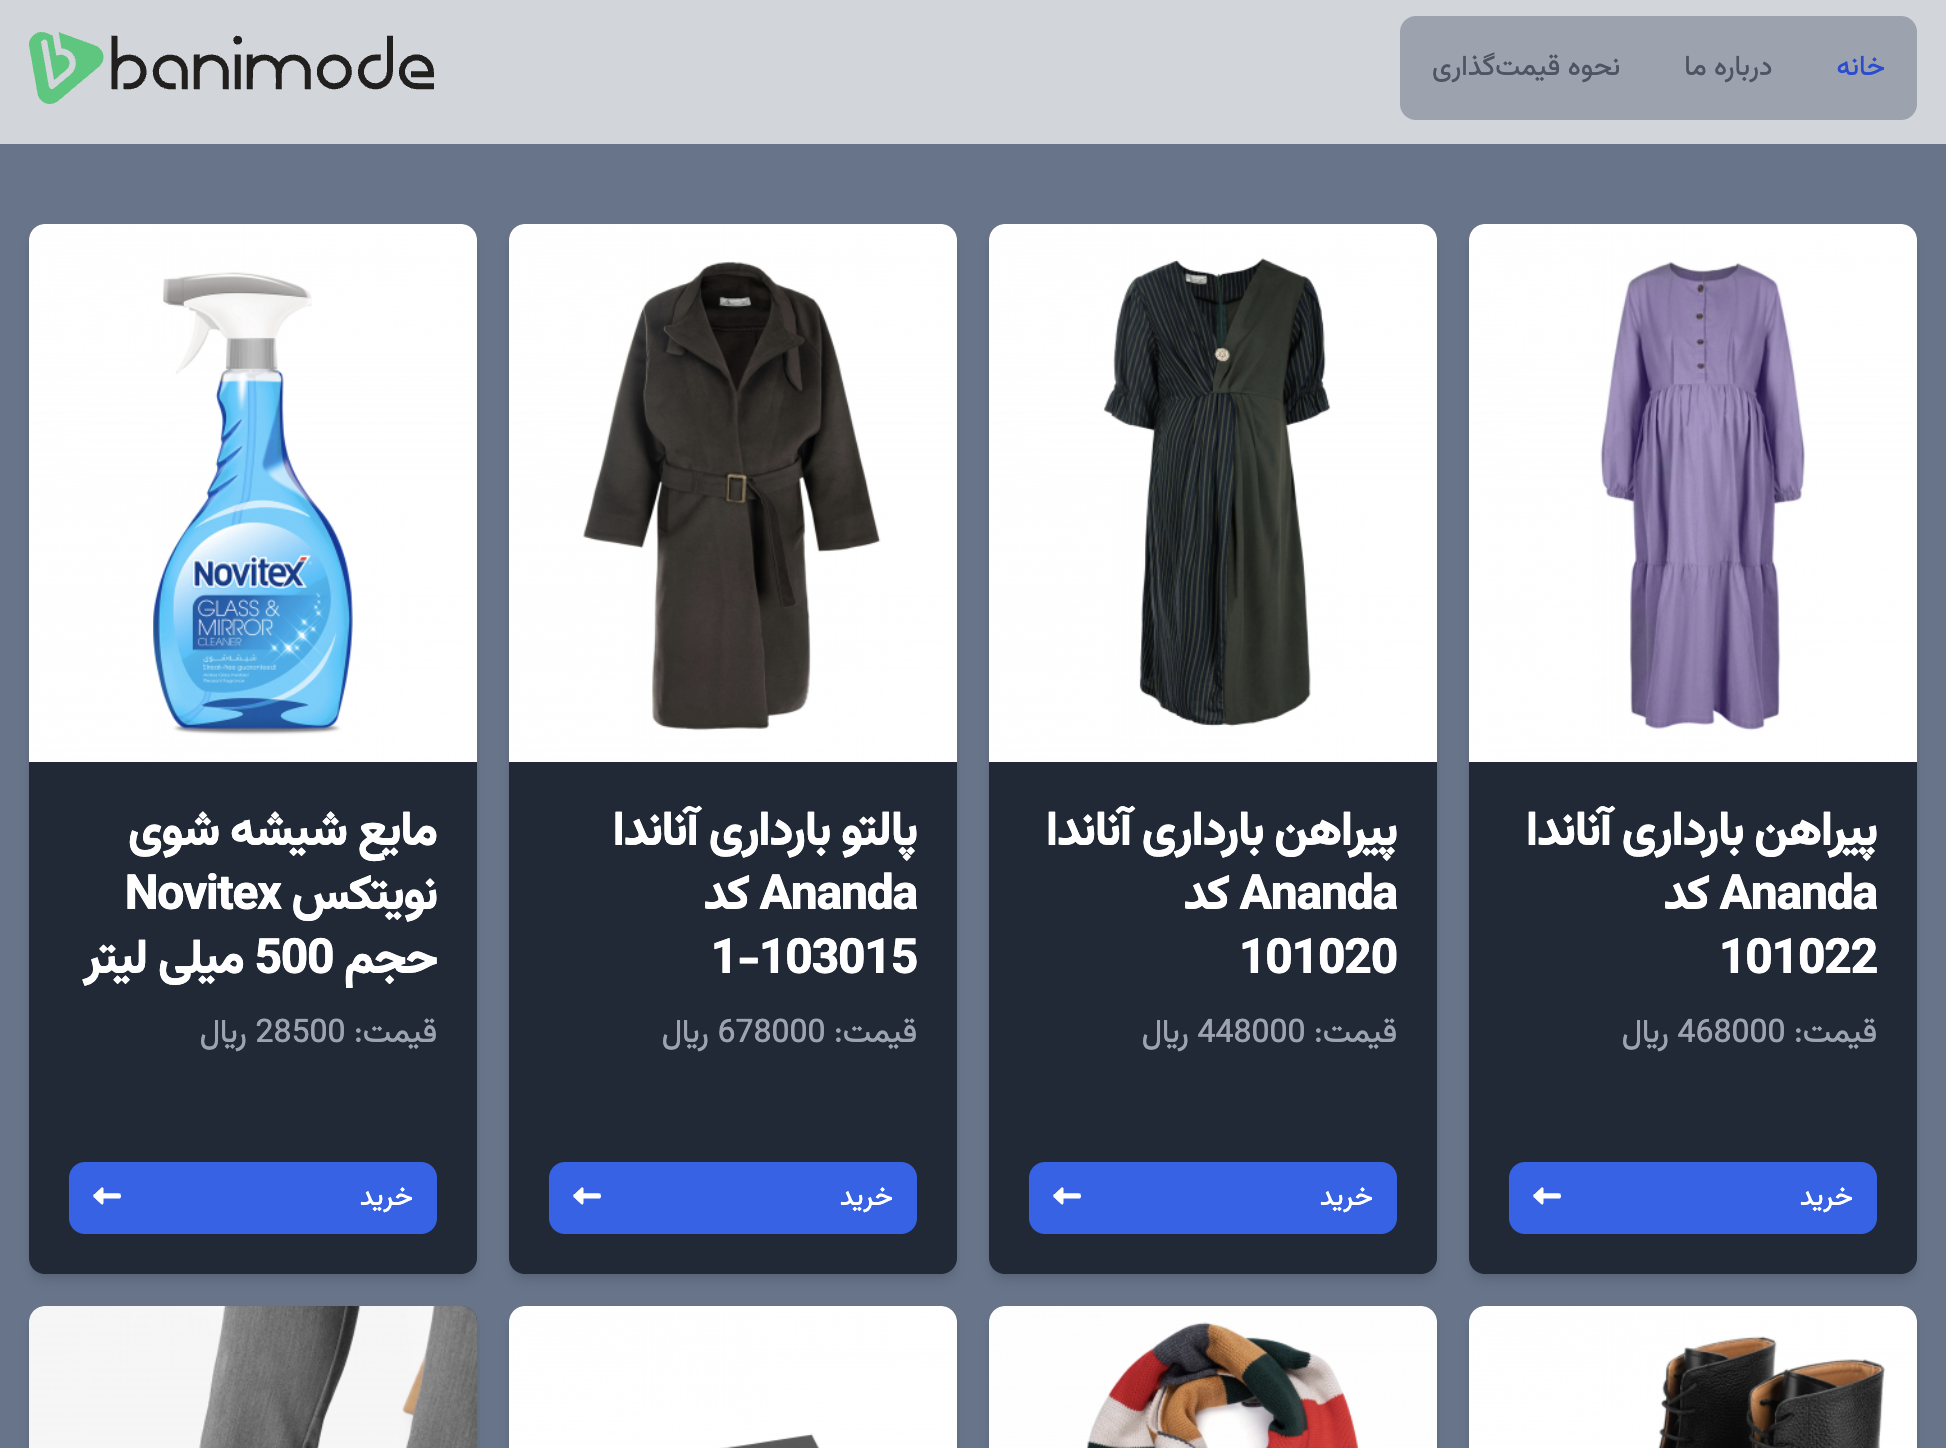 banimode
خانه
درباره ما
نحوه قیمت‌گذاری
پیراهن بارداری آناندا
Ananda کد
101022
قیمت: 468000 ریال
خرید
پیراهن بارداری آناندا
Ananda کد
101020
قیمت: 448000 ریال
خرید
پالتو بارداری آناندا
Ananda کد
103015-1
قیمت: 678000 ریال
خرید
Novitex
GLASS &
MIRROR
CLEANER
شیشه‌شوی
مایع شیشه شوی
نویتکس Novitex
حجم 500 میلی لیتر
قیمت: 28500 ریال
خرید